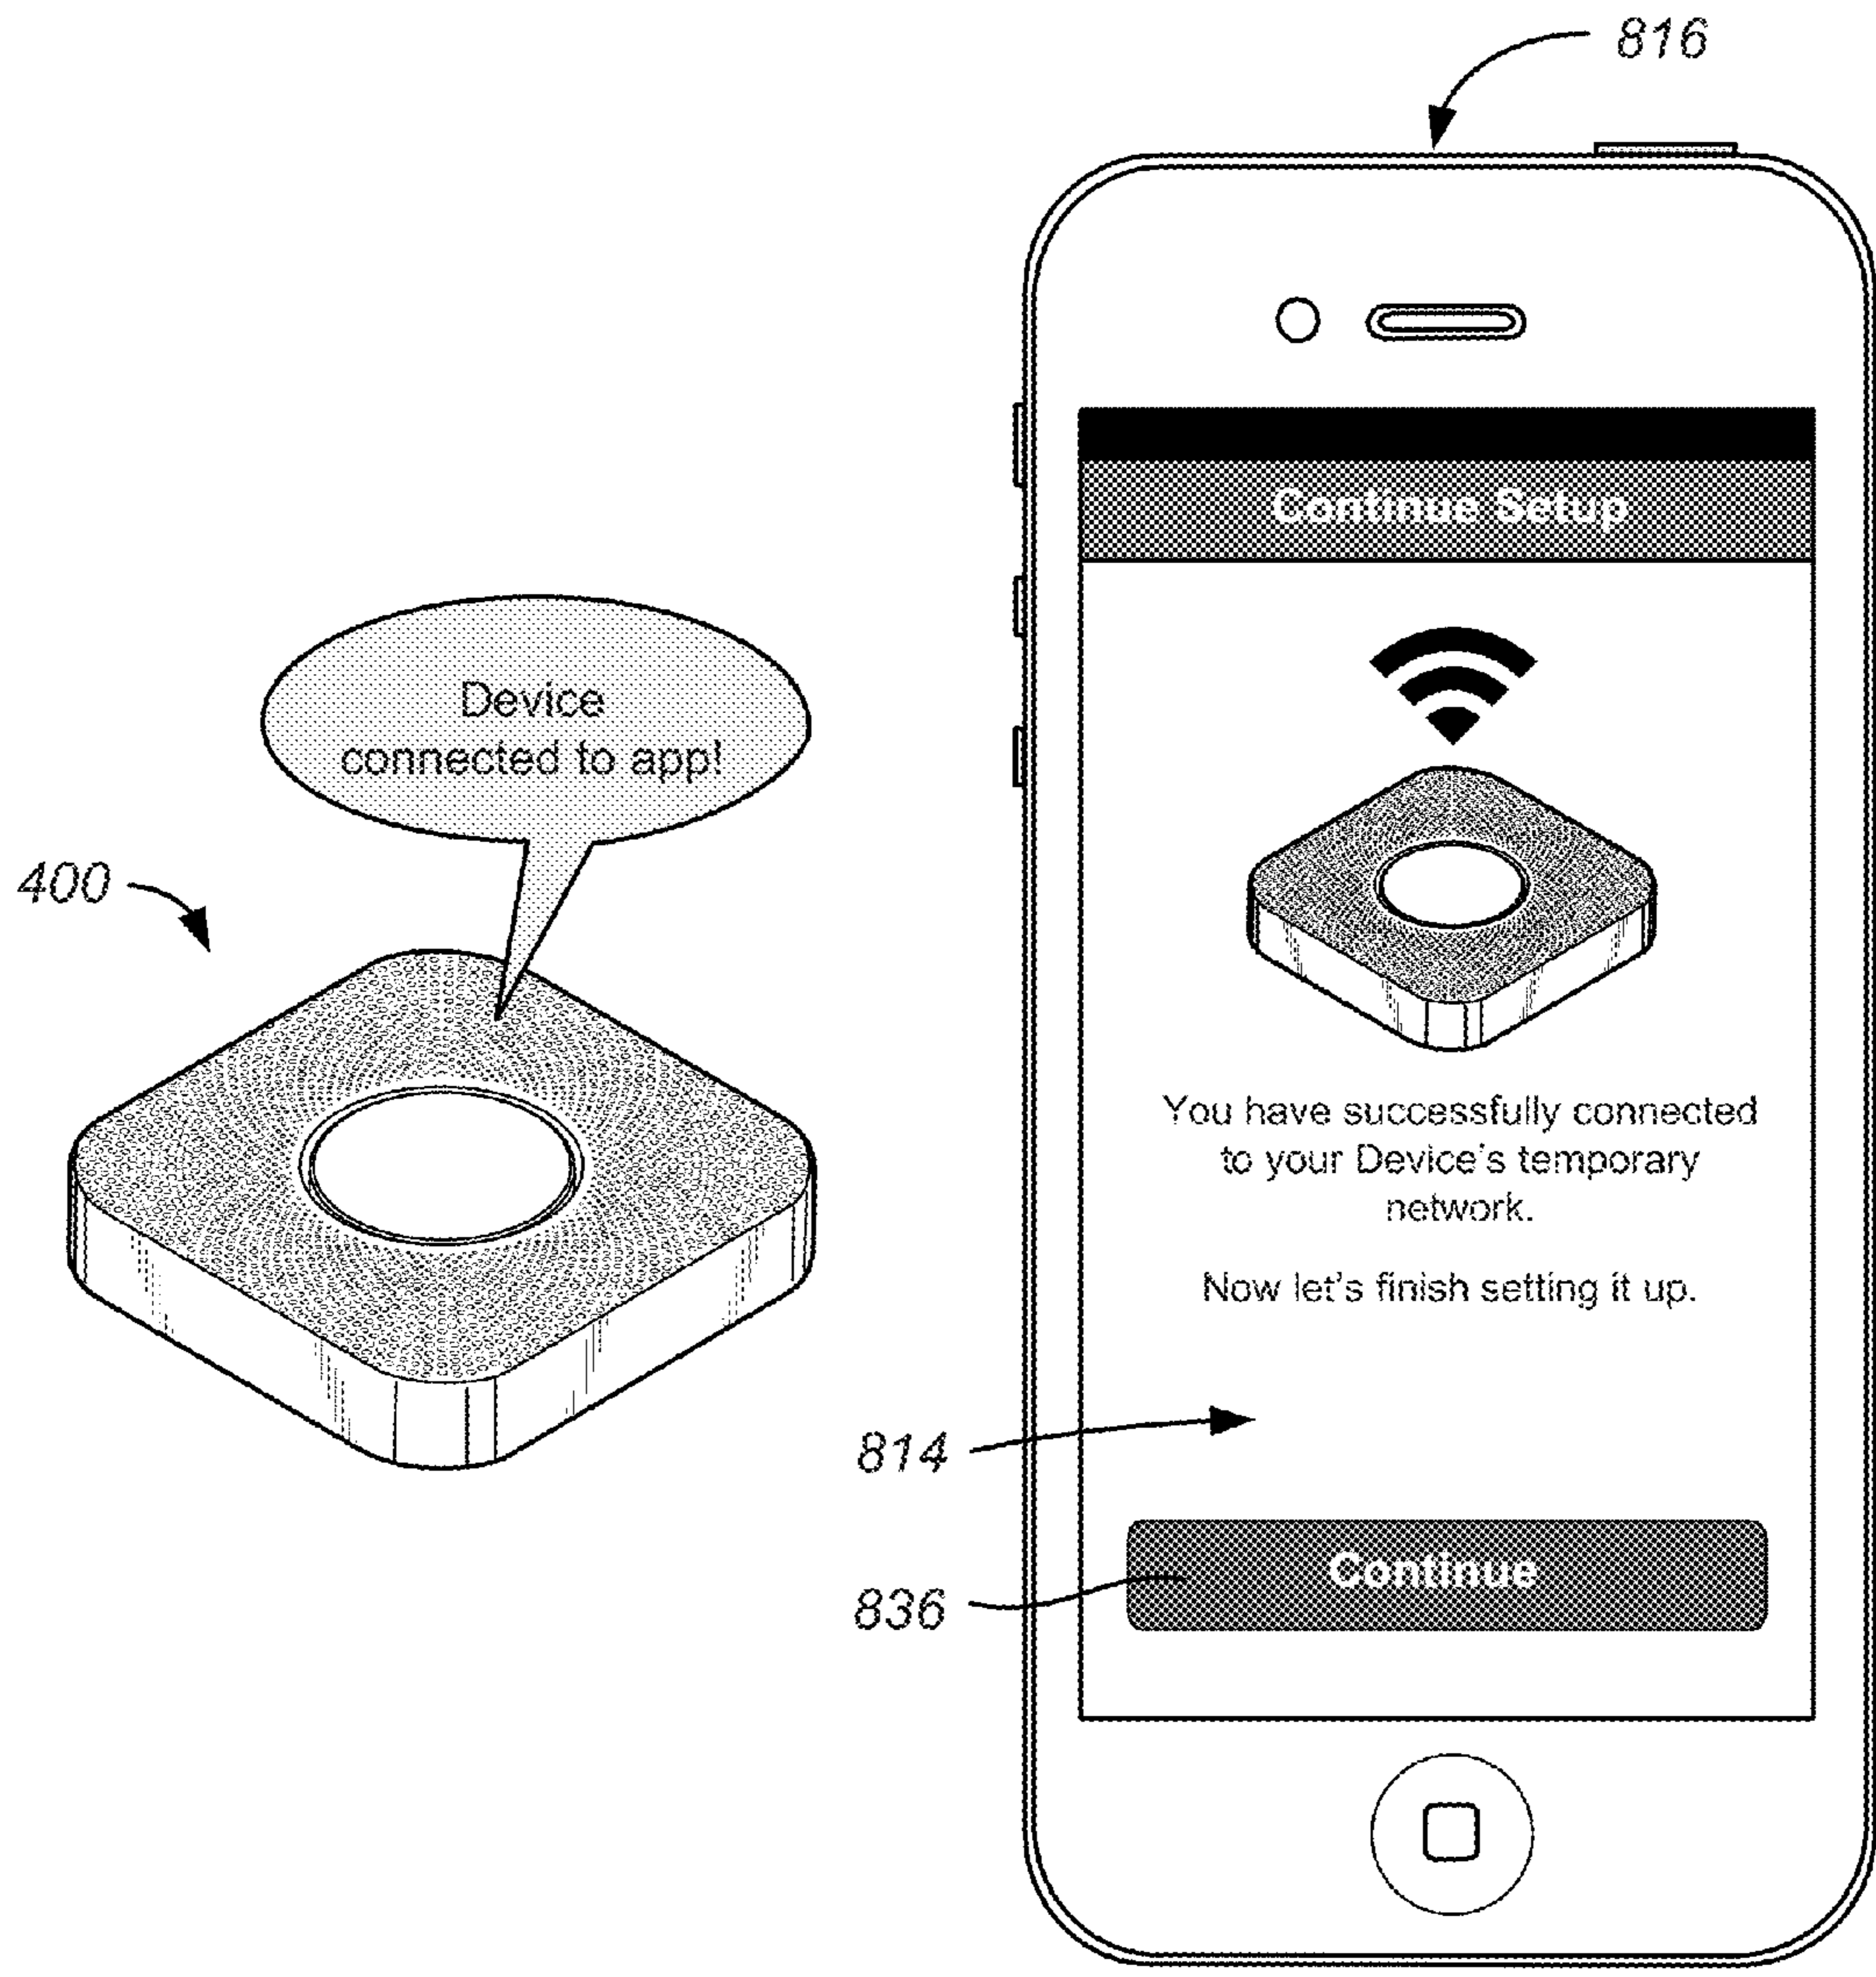 816
Continue Setup
Device
connected to app!
400
You have successfully connected
to your Device's temporary
network.
Now let's finish setting it up.
814
Continue
836